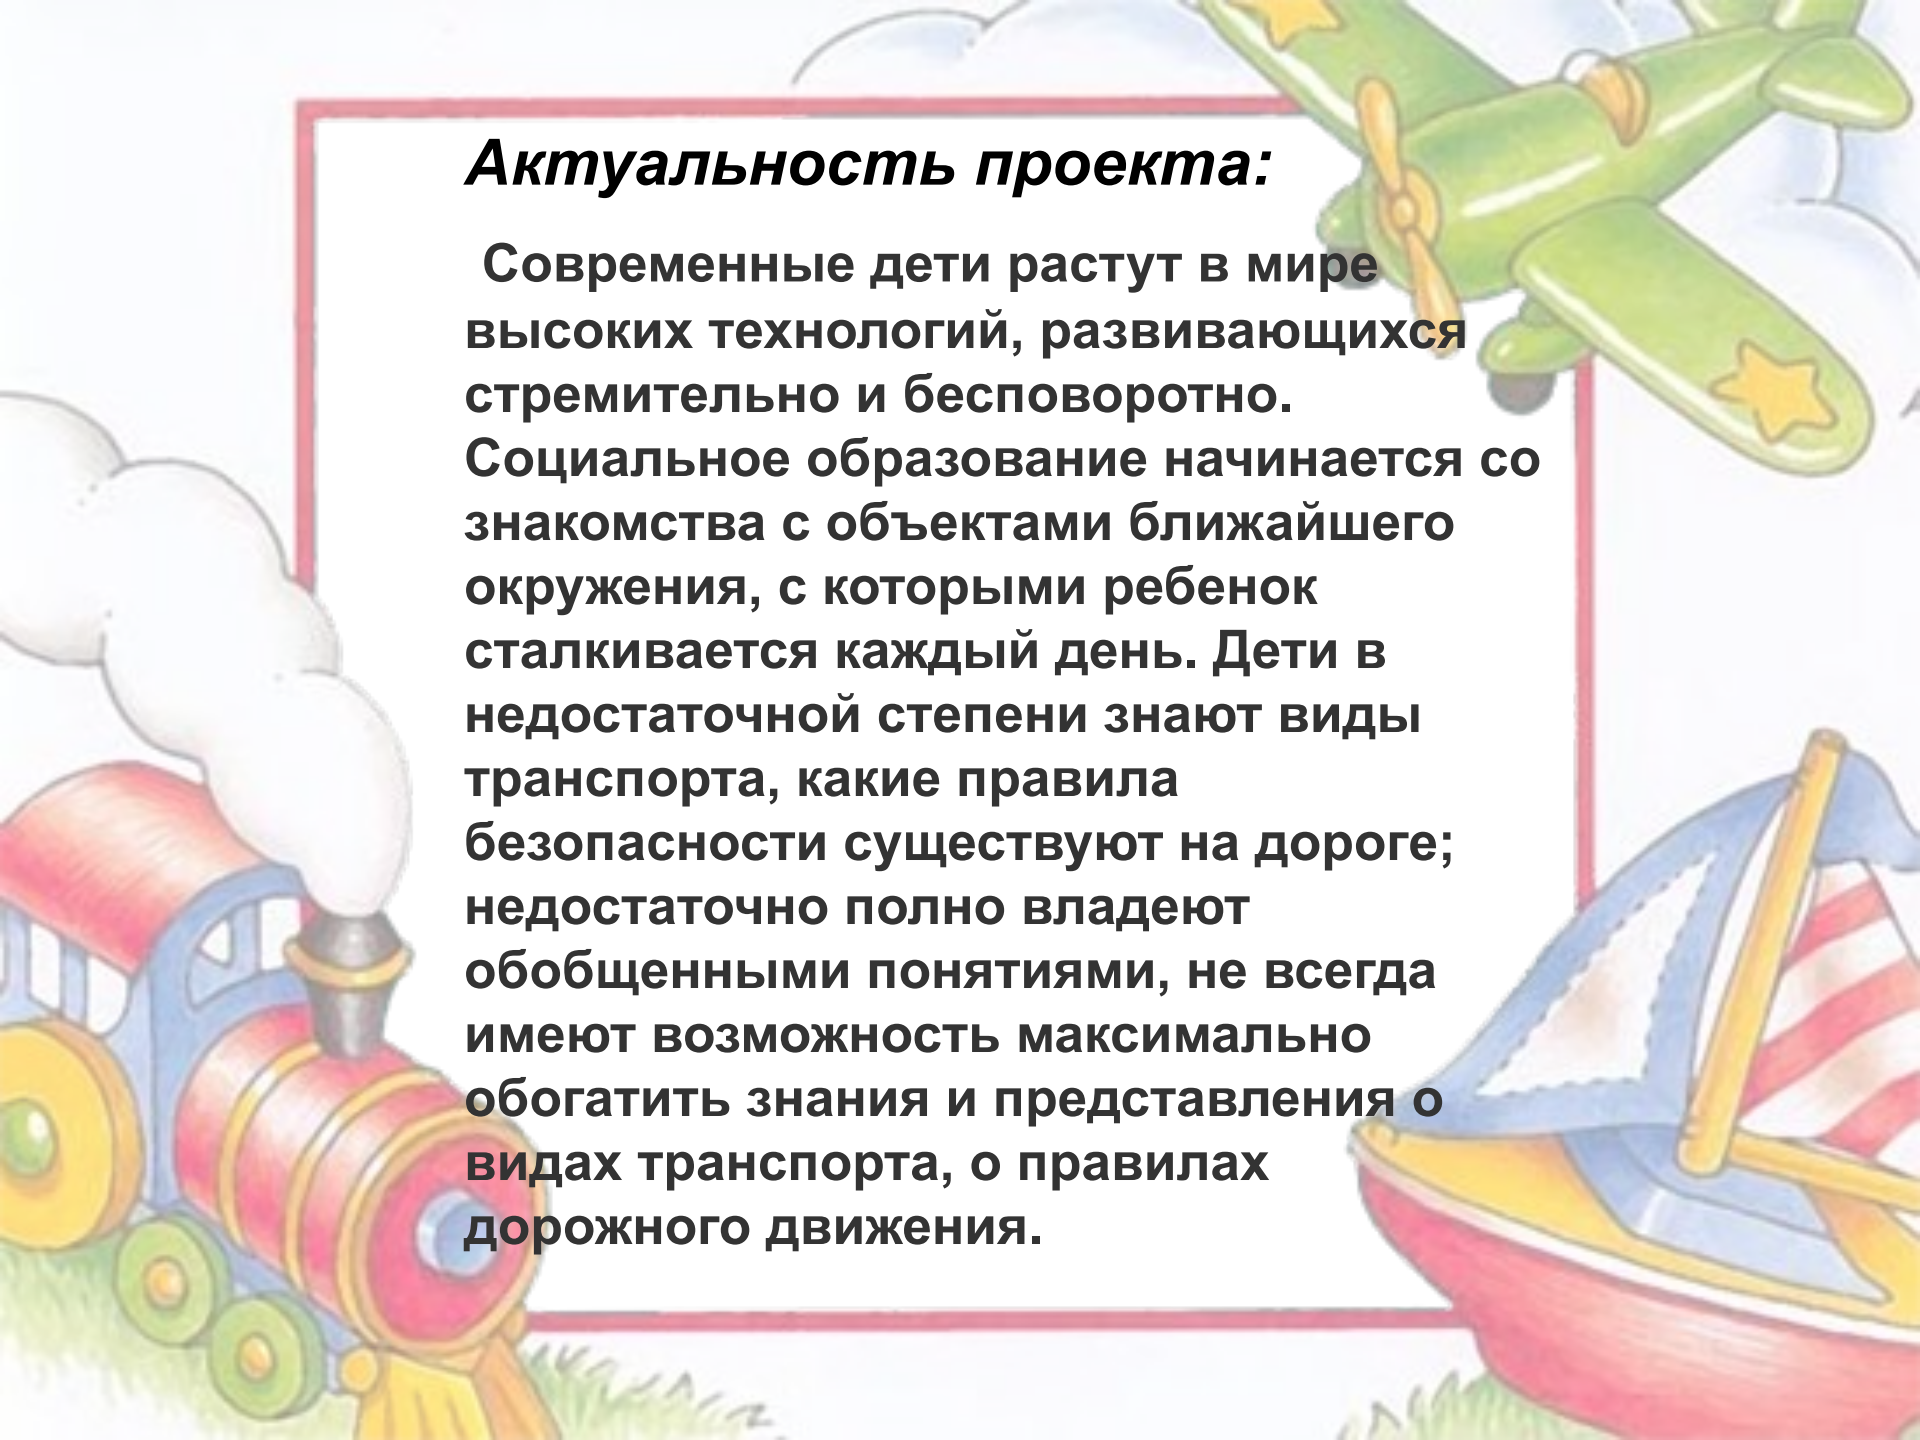 Актуальность проекта:
Современные дети растут в мире
высоких технологий, развивающихся
стремительно и бесповоротно.
Социальное образование начинается со
знакомства с объектами ближайшего
окружения, с которыми ребенок
сталкивается каждый день. Дети в
недостаточной степени знают виды
транспорта, какие правила
безопасности существуют на дороге;
недостаточно полно владеют
обобщенными понятиями, не всегда
имеют возможность максимально
обогатить знания и представления о
видах транспорта, о правилах
дорожного движения.